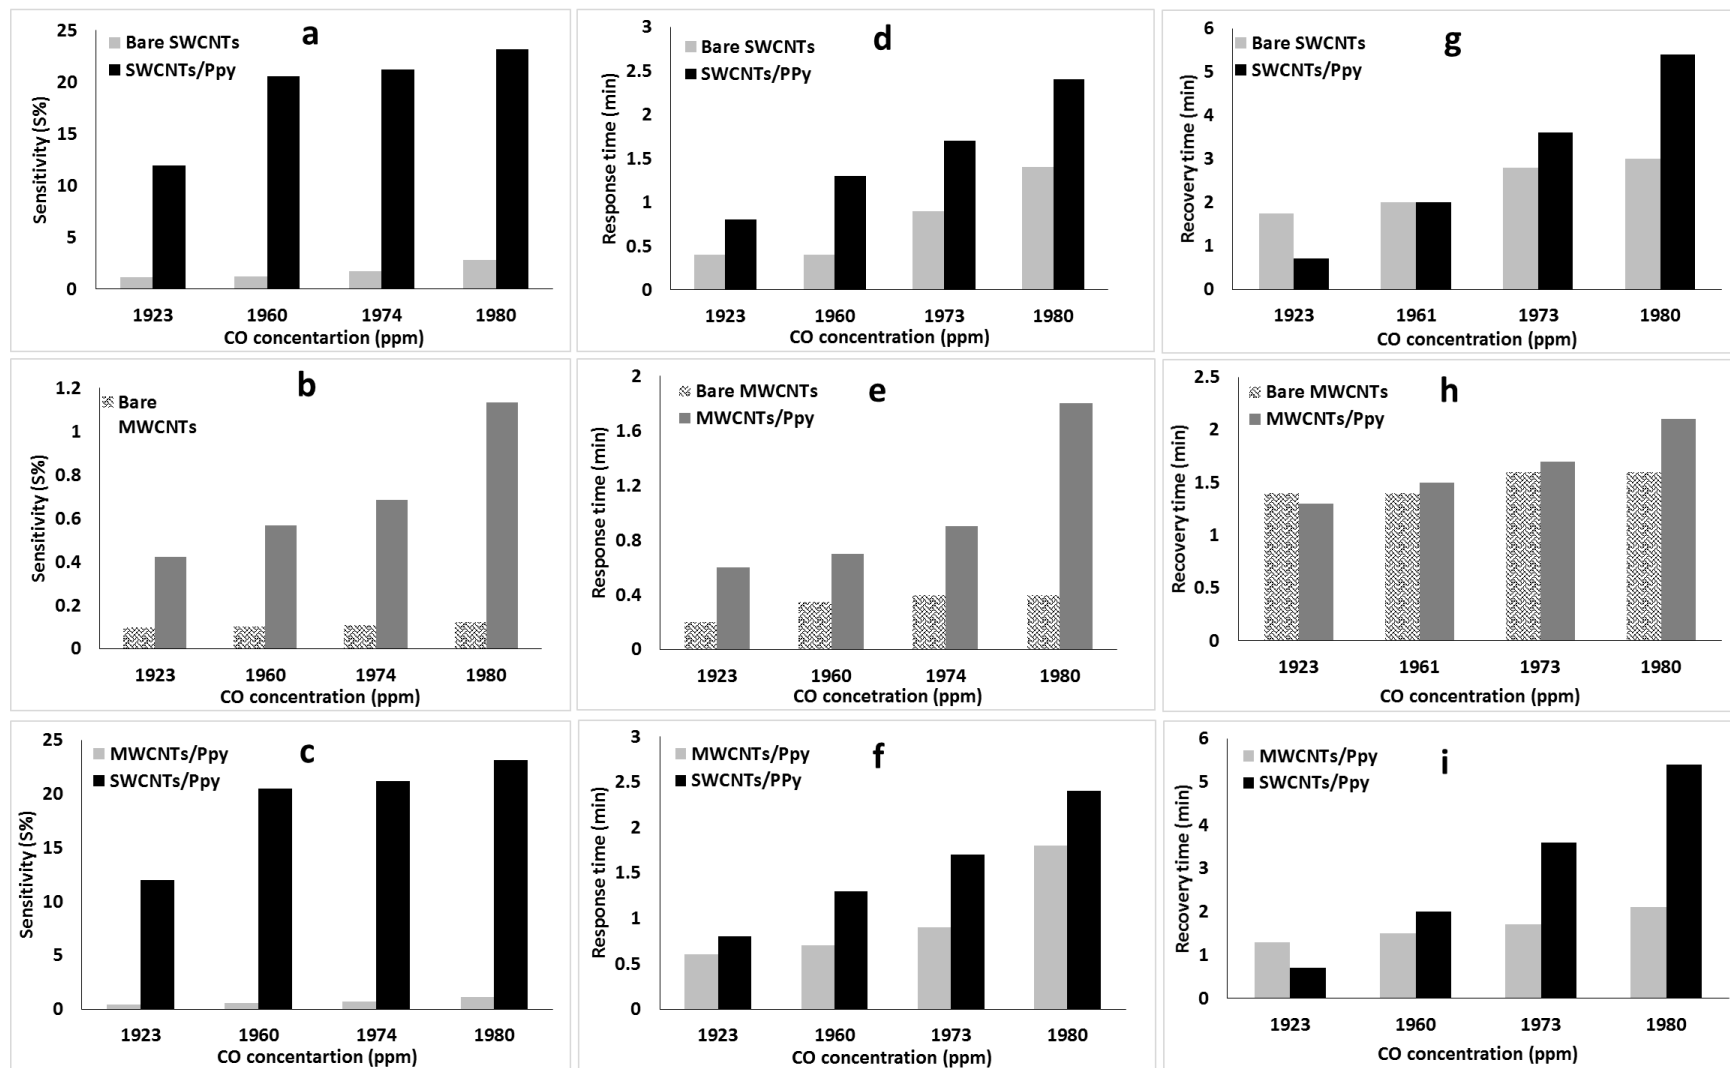 a
Bare SWCNTs
SWCNTs/Ppy
Sensitivity (S%)
25
20
15
10
5
0
1923 1960 1974 1980
CO concentartion (ppm)
d
Bare SWCNTs
SWCNTs/PPy
Response time (min)
3
2.5
2
1.5
1
0.5
0
1923 1960 1973 1980
CO concentration (ppm)
g
Bare SWCNTs
SWCNTs/Ppy
Recovery time (min)
6
5
4
3
2
1
0
1923 1961 1973 1980
CO concentration (ppm)
b
Bare
MWCNTs
Sensitivity (S%)
1.2
1
0.8
0.6
0.4
0.2
0
1923 1960 1974 1980
CO concentration (ppm)
e
Bare MWCNTs
MWCNTs/Ppy
Response time (min)
2
1.6
1.2
0.8
0.4
0
1923 1960 1974 1980
CO concetration (ppm)
h
Bare MWCNTs
MWCNTs/Ppy
Recovery time (min)
2.5
2
1.5
1
0.5
0
1923 1961 1973 1980
CO concentration (ppm)
c
MWCNTs/Ppy
SWCNTs/Ppy
Sensitivity (S%)
25
20
15
10
5
0
1923 1960 1974 1980
CO concentartion (ppm)
f
MWCNTs/Ppy
SWCNTs/PPy
Response time (min)
3
2.5
2
1.5
1
0.5
0
1923 1960 1973 1980
CO concentration (ppm)
i
MWCNTs/Ppy
SWCNTs/Ppy
Recovery time (min)
6
5
4
3
2
1
0
1923 1960 1973 1980
CO concentration (ppm)